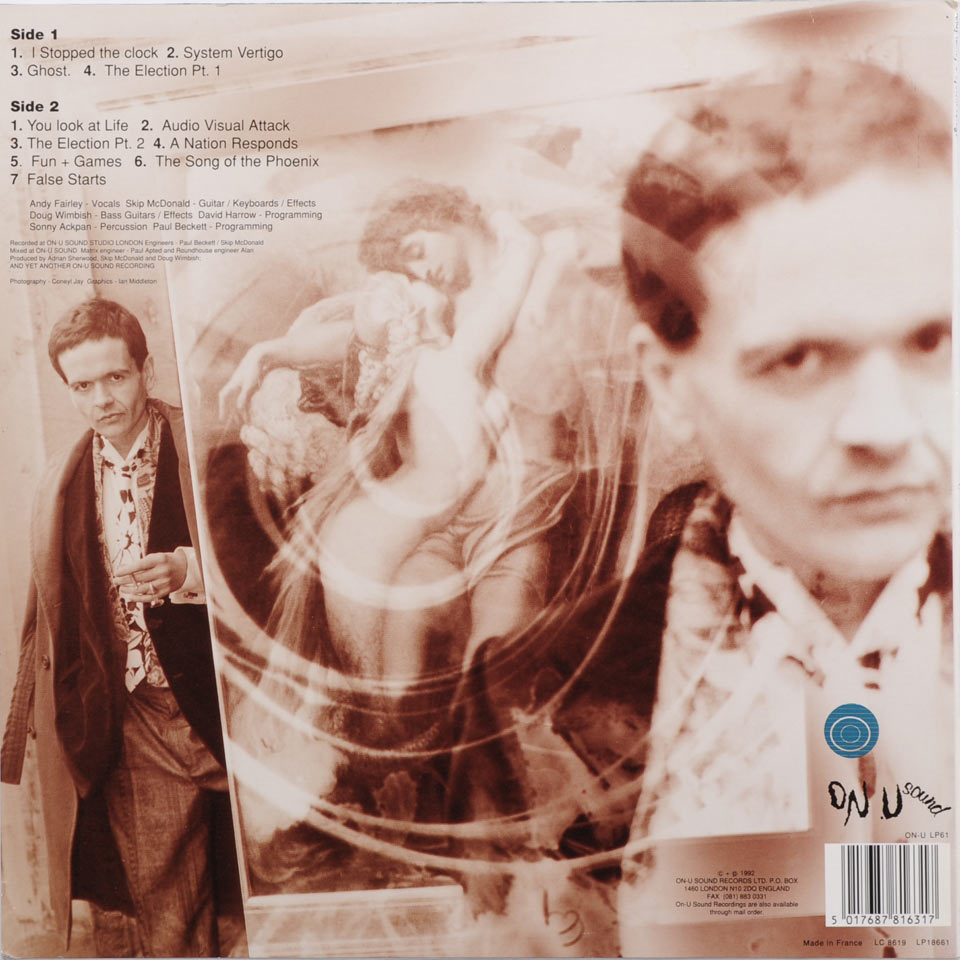 Side 1
1. I Stopped the clock 2. System Vertigo
3. Ghost. 4. The Election Pt. 1
Side 2
1. You look at Life 2. Audio Visual Attack
3. The Election Pt. 2 4. A Nation Responds
5. Fun + Games 6. The Song of the Phoenix
7 False Starts
Andy Fairley - Vocals Skip McDonald - Guitar / Keyboards / Effects
Doug Wimbish - Bass Guitars / Effects David Harrow - Programming
Sonny Ackpan - Percussion Paul Beckett - Programming
Recorded at ON-U SOUND STUDIO LONDON Engineers - Paul Beckett / Skip McDonald
Mixed at ON-U SOUND Matrix engineer - Paul Apted and Roundhouse engineer Alan
Produced by Adrian Sherwood, Skip McDonald and Doug Wimbish;
AND YET ANOTHER ON-U SOUND RECORDING
Photography - Coneyl Jay Graphics - Ian Middleton
ON.U sound
ON-U LP61
© + ℗ 1992
ON-U SOUND RECORDS LTD. P.O. BOX
1460 LONDON N10 2DQ ENGLAND
FAX (081) 883 0331
On-U Sound Recordings are also available
through mail order.
5 017687 816317
Made in France LC 8619 LP18661